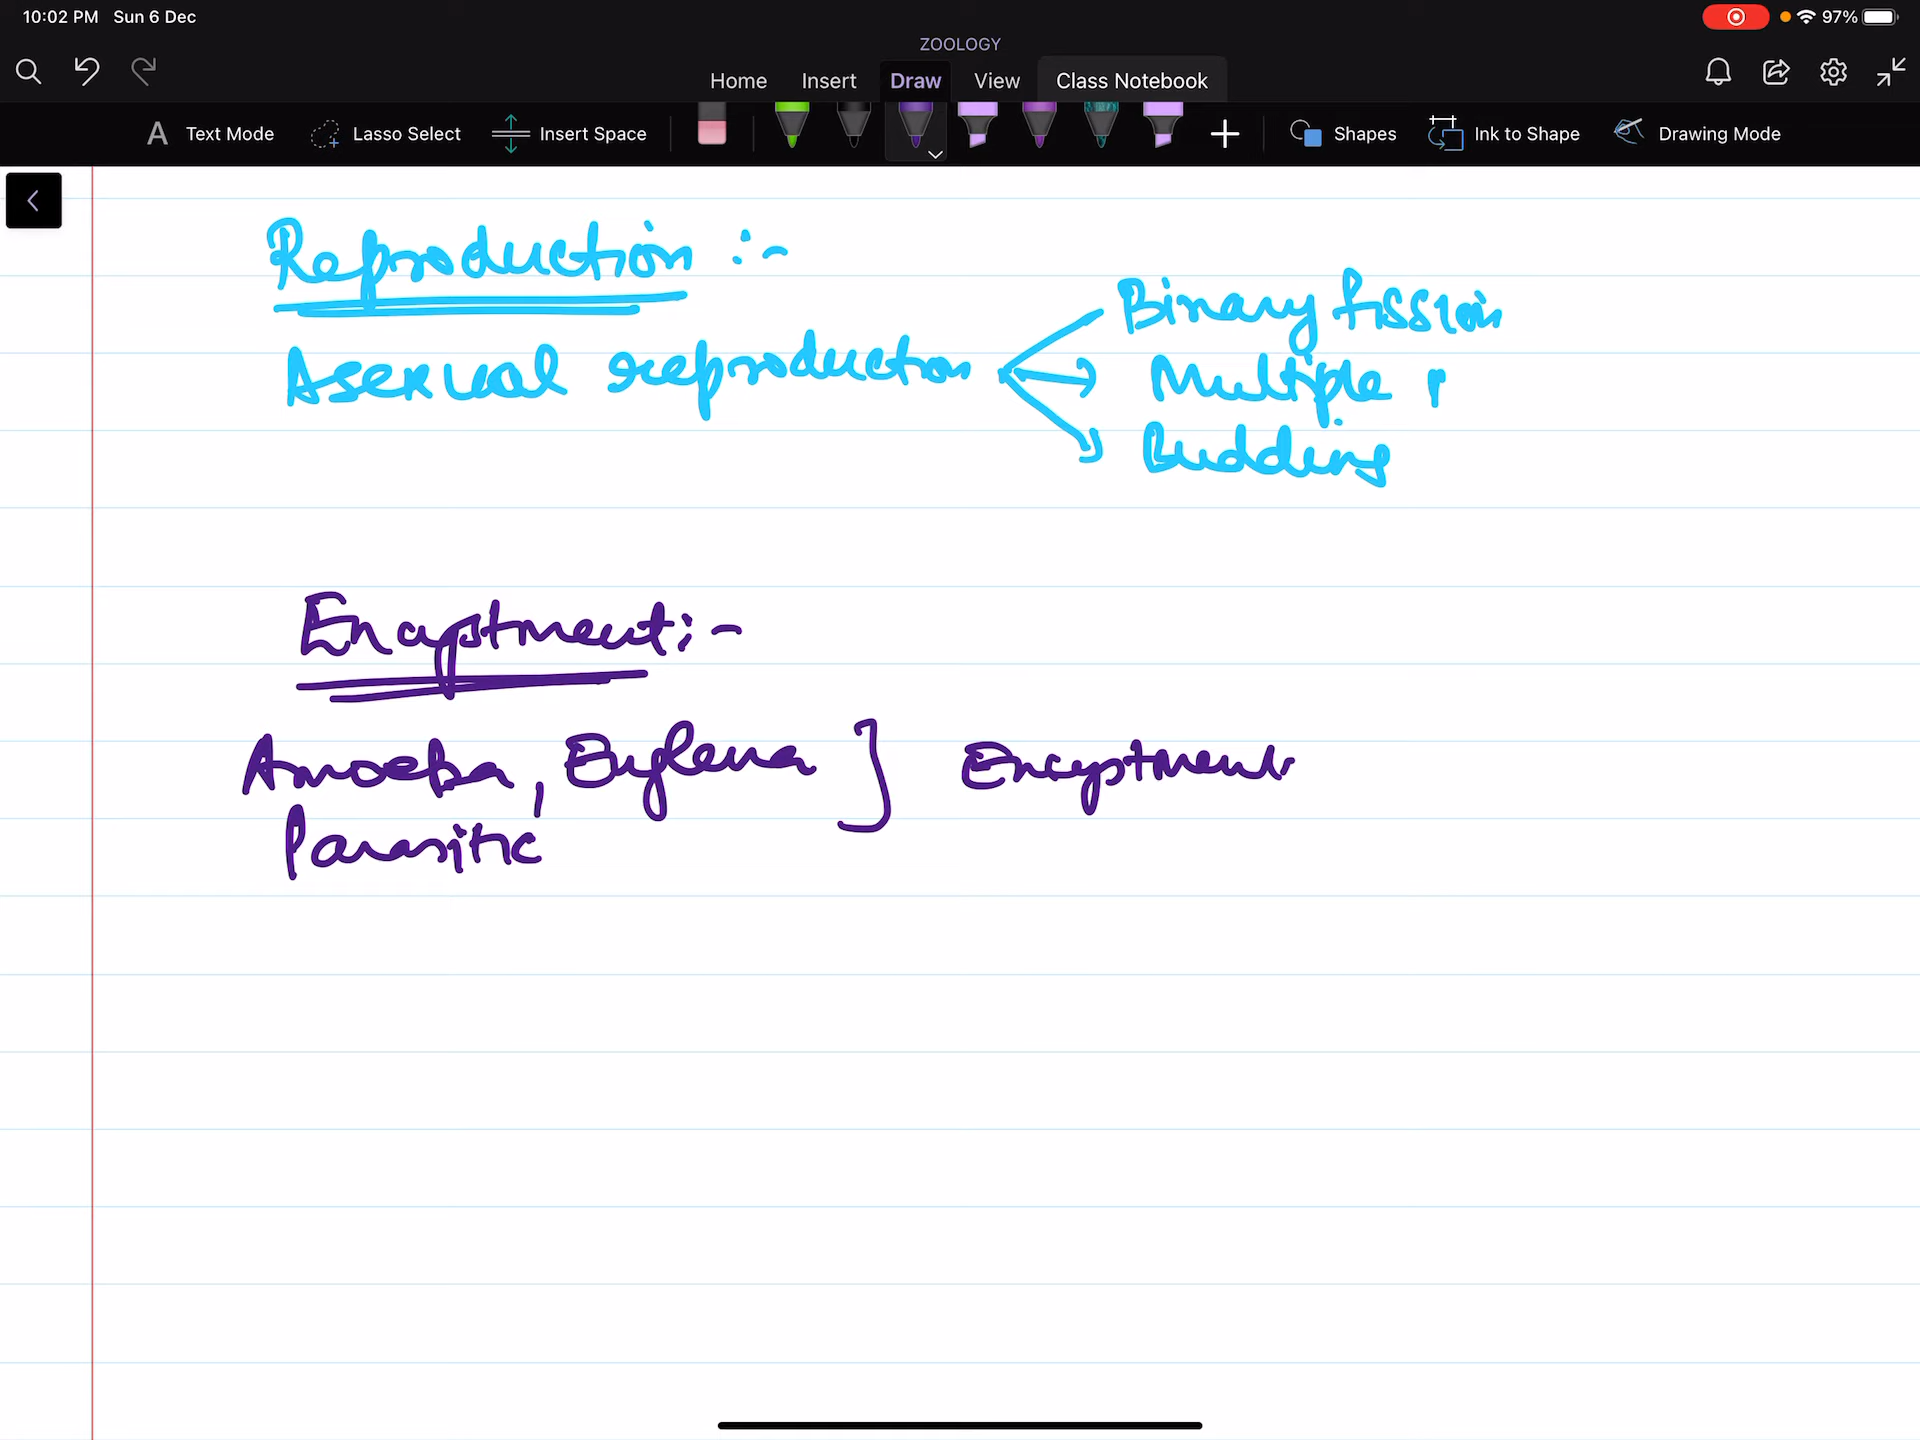 10:02 PM Sun 6 Dec
97%
ZOOLOGY
Home Insert Draw View Class Notebook
A Text Mode Lasso Select Insert Space Shapes Ink to Shape Drawing Mode
Reproduction :-
Binary fission
Asexual reproduction Multiple
Budding
Encystment :-
Amoeba, Euglena ] Encystment
Parasitic